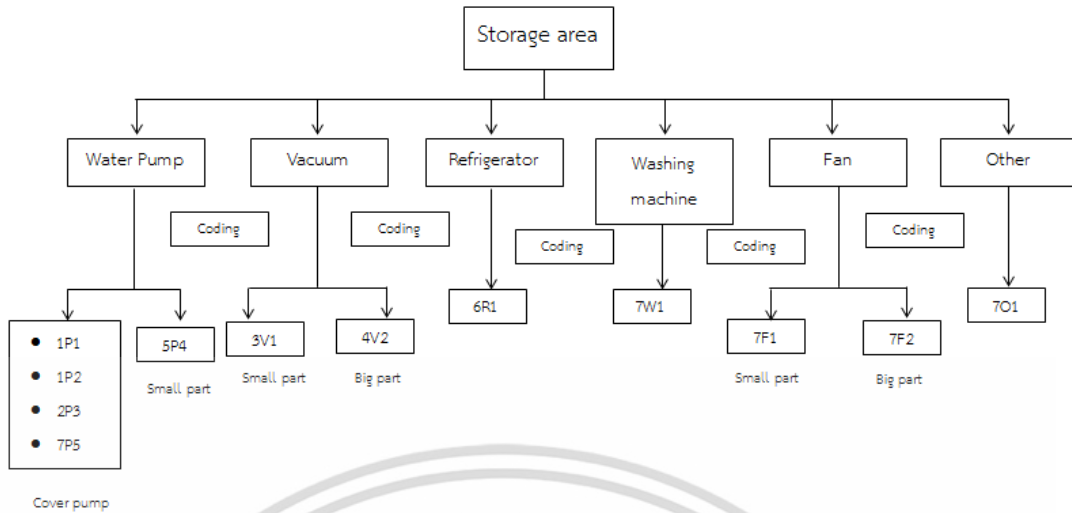 Storage area
Water Pump
Vacuum
Refrigerator
Washing
machine
Fan
Other
Coding
Coding
Coding
Coding
Coding
6R1
7W1
7O1
• 1P1
• 1P2
• 2P3
• 7P5
5P4
3V1
4V2
7F1
7F2
Small part
Small part
Big part
Small part
Big part
Cover pump